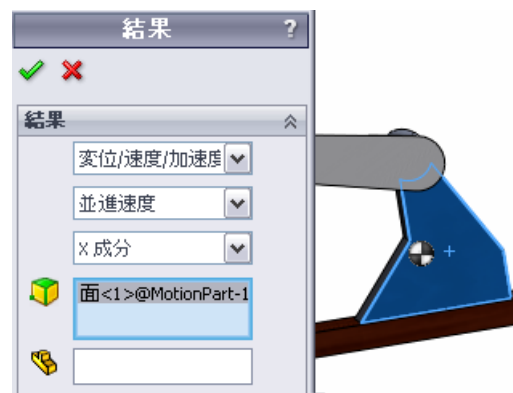 結果 ?
結果
変位/速度/加速度
並進速度
X 成分
面<1>@MotionPart-1